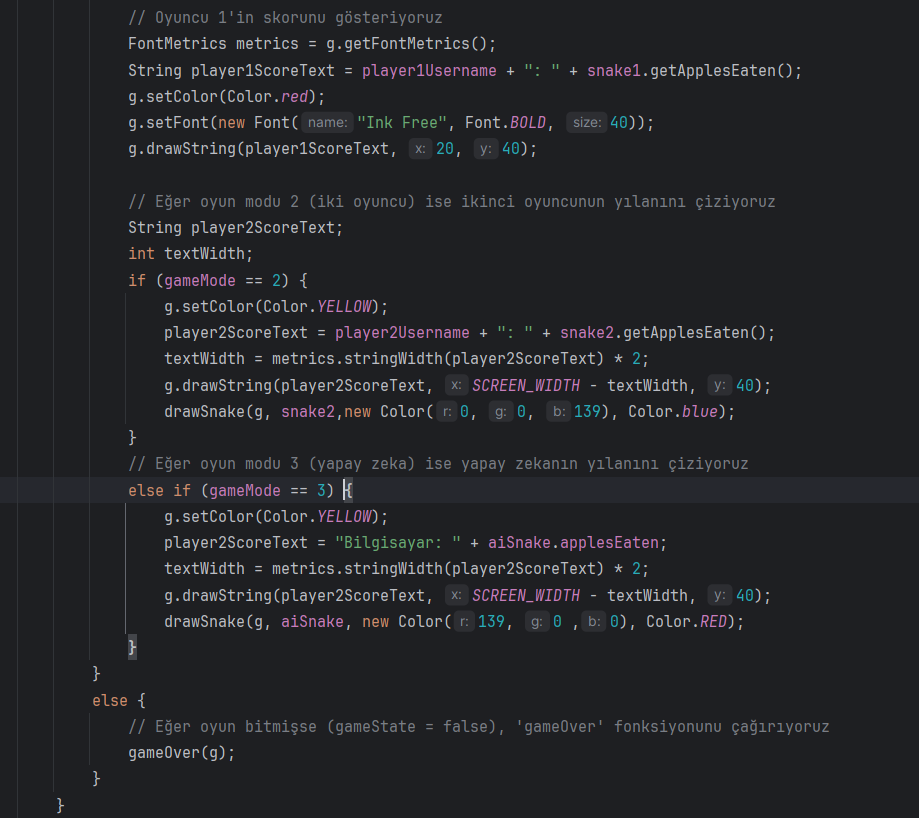 // Oyuncu 1'in skorunu gösteriyoruz
FontMetrics metrics = g.getFontMetrics();
String player1ScoreText = player1Username + ": " + snake1.getApplesEaten();
g.setColor(Color.red);
g.setFont(new Font( name: "Ink Free", Font.BOLD, size: 40));
g.drawString(player1ScoreText, x: 20, y: 40);
// Eğer oyun modu 2 (iki oyuncu) ise ikinci oyuncunun yılanını çiziyoruz
String player2ScoreText;
int textWidth;
if (gameMode == 2) {
g.setColor(Color.YELLOW);
player2ScoreText = player2Username + ": " + snake2.getApplesEaten();
textWidth = metrics.stringWidth(player2ScoreText) * 2;
g.drawString(player2ScoreText, x: SCREEN_WIDTH - textWidth, y: 40);
drawSnake(g, snake2,new Color( r: 0, g: 0, b: 139), Color.blue);
}
// Eğer oyun modu 3 (yapay zeka) ise yapay zekanın yılanını çiziyoruz
else if (gameMode == 3) {
g.setColor(Color.YELLOW);
player2ScoreText = "Bilgisayar: " + aiSnake.applesEaten;
textWidth = metrics.stringWidth(player2ScoreText) * 2;
g.drawString(player2ScoreText, x: SCREEN_WIDTH - textWidth, y: 40);
drawSnake(g, aiSnake, new Color( r: 139, g: 0 , b: 0), Color.RED);
}
}
else {
// Eğer oyun bitmişse (gameState = false), 'gameOver' fonksiyonunu çağırıyoruz
gameOver(g);
}
}